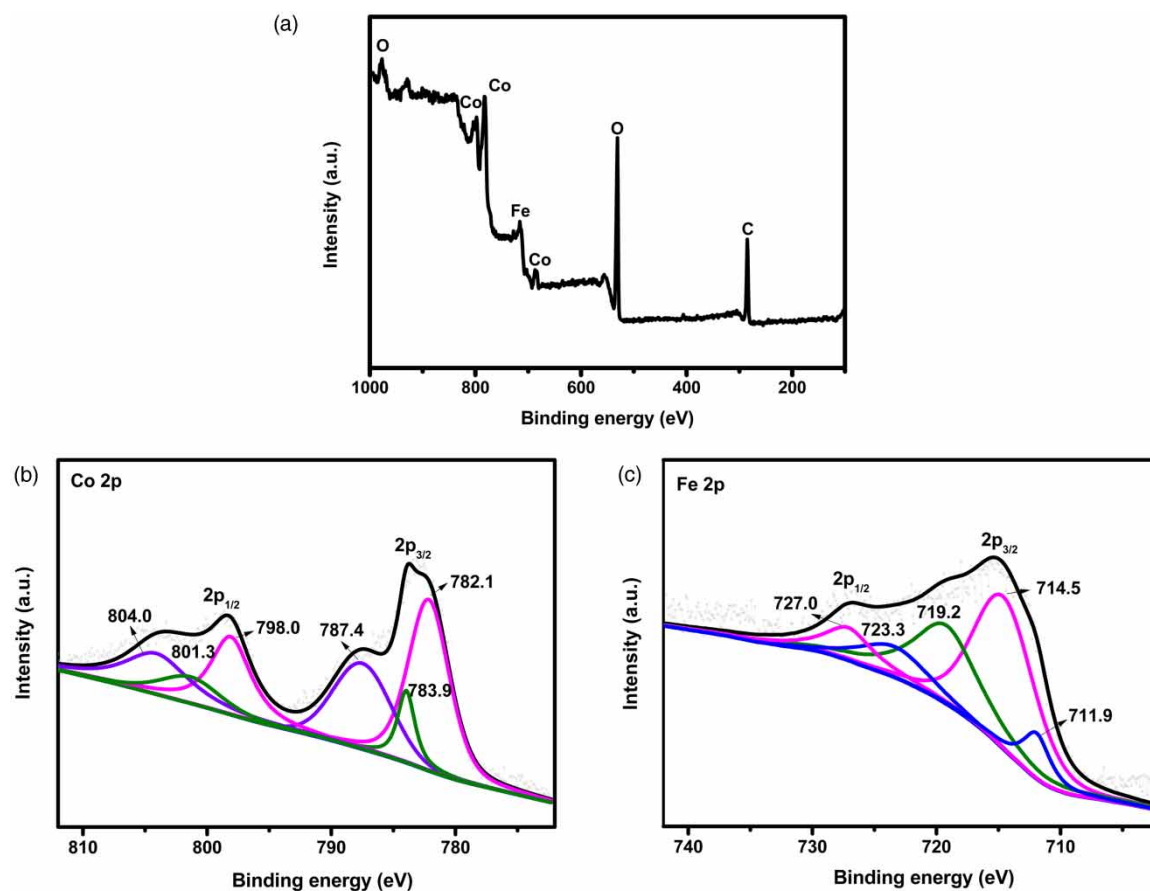 (a)
O
Co
Co
Fe
Co
O
C
Intensity (a.u.)
1000 800 600 400 200
Binding energy (eV)
(b)
Co 2p
2p3/2
782.1
2p1/2
804.0
798.0
787.4
801.3
783.9
Intensity (a.u.)
810 800 790 780
Binding energy (eV)
(c)
Fe 2p
2p3/2
714.5
2p1/2
727.0
719.2
723.3
711.9
Intensity (a.u.)
740 730 720 710
Binding energy (eV)